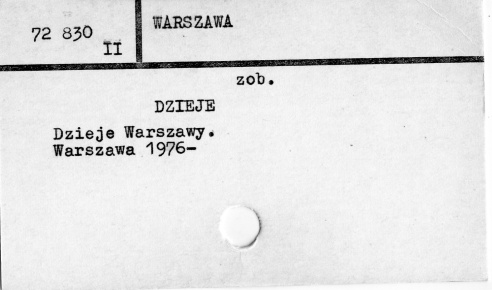 72 830
II
WARSZAWA
zob.
DZIEJE
Dzieje Warszawy.
Warszawa 1976-